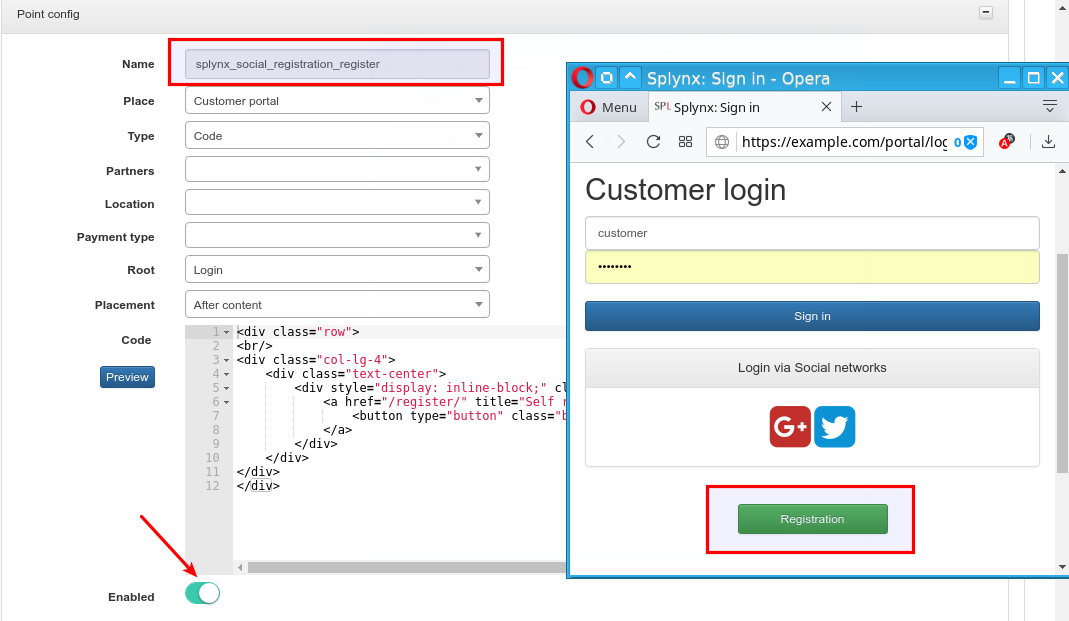 Point config
Name
splynx_social_registration_register
Place
Customer portal
Type
Code
Partners
Location
Payment type
Root
Login
Placement
After content
Code
Preview
1 <div class="row">
2 <br/>
3 <div class="col-lg-4">
4 <div class="text-center">
5 <div style="display: inline-block;" cl
6 <a href="/register/" title="Self r
7 <button type="button" class="b
8 </a>
9 </div>
10 </div>
11 </div>
12 </div>
Enabled
Splynx: Sign in - Opera
Menu
SPL Splynx: Sign in
https://example.com/portal/log
0
A
Customer login
customer
••••••••
Sign in
Login via Social networks
G+
Registration